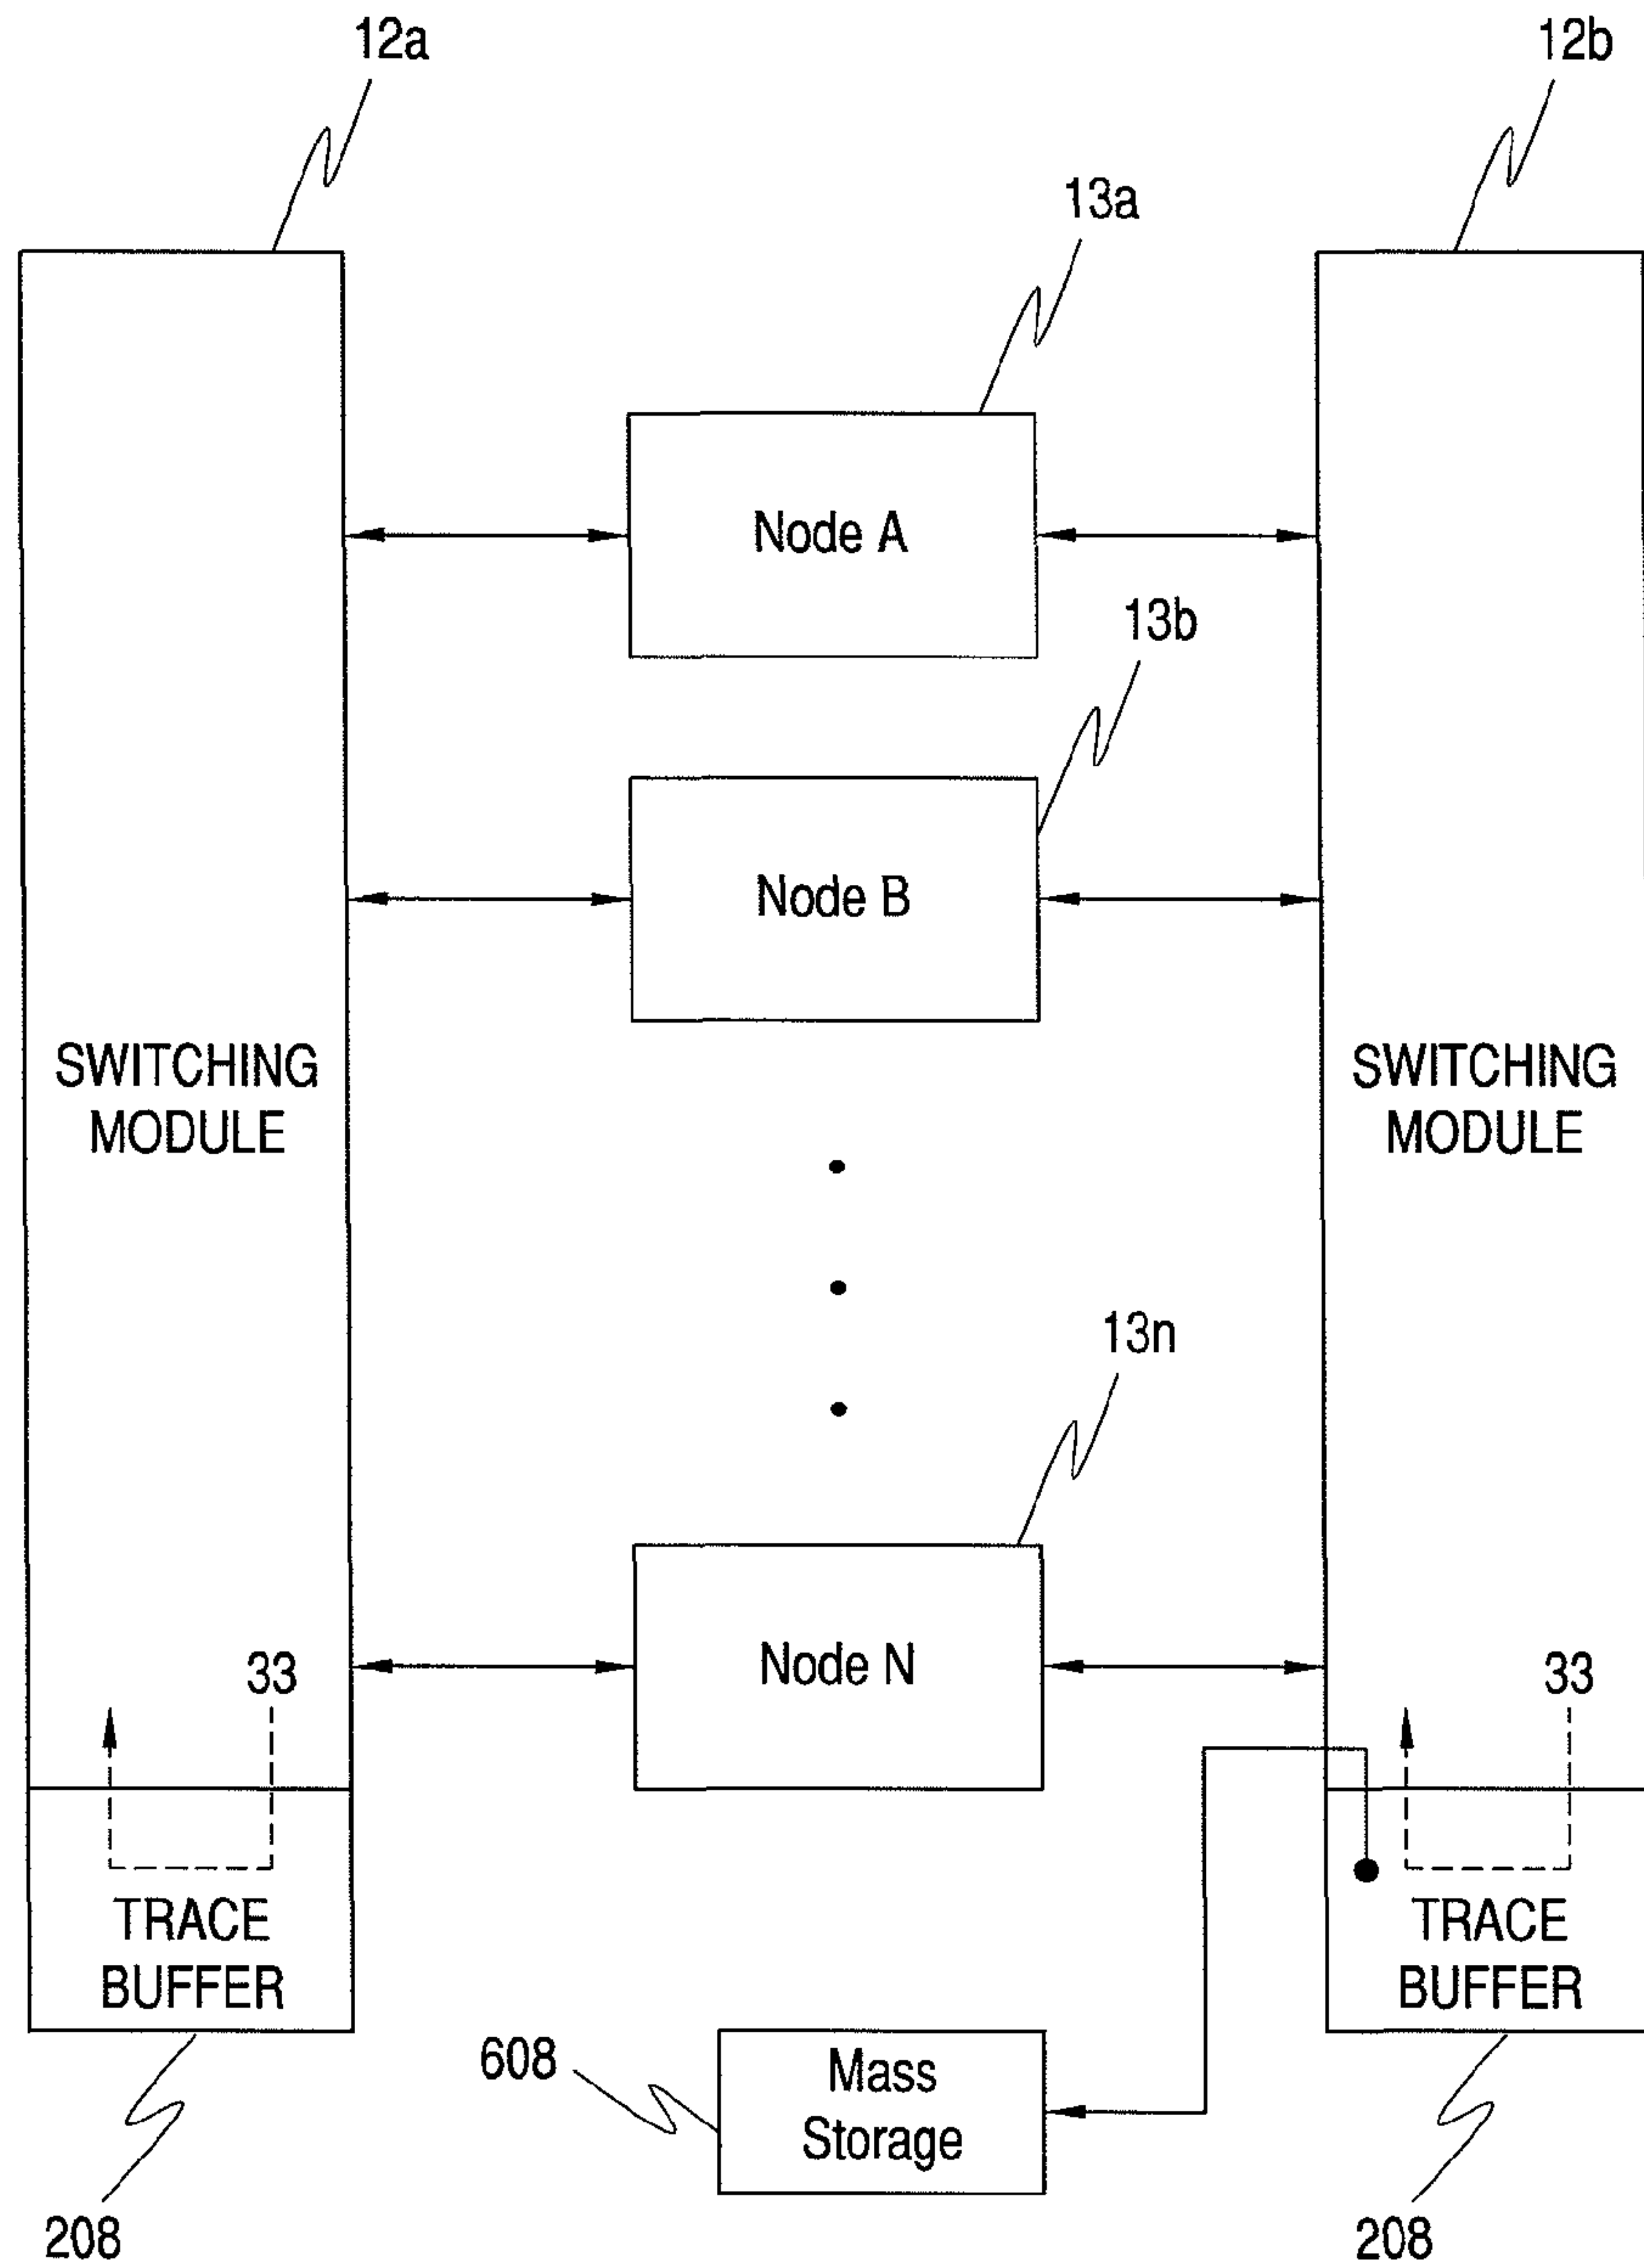 12a
12b
13a
Node A
13b
Node B
SWITCHING
MODULE
SWITCHING
MODULE
13n
Node N
33
33
TRACE
BUFFER
TRACE
BUFFER
608
Mass
Storage
208
208